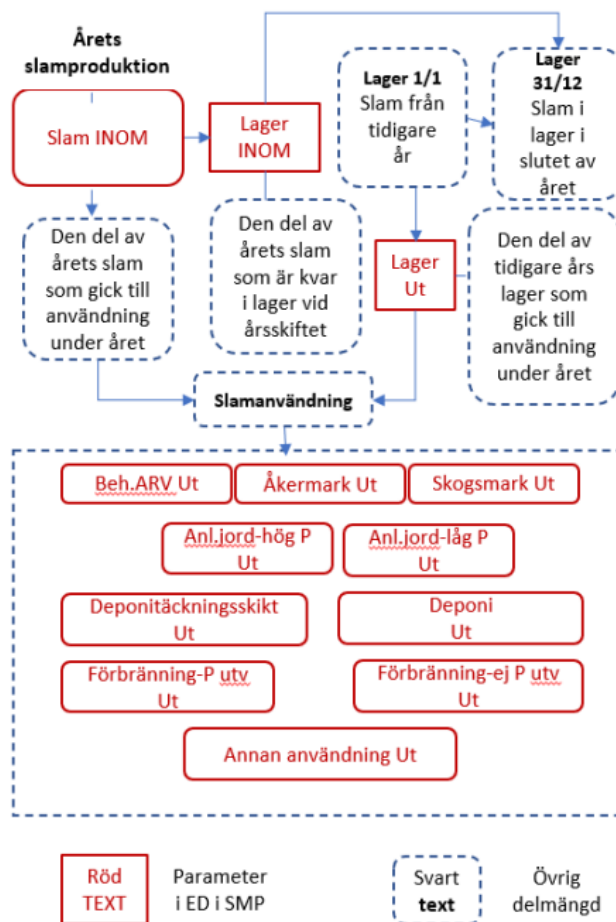 Årets
slamproduktion
Slam INOM
Lager
INOM
Lager 1/1
Slam från
tidigare
år
Lager
31/12
Slam i
lager i
slutet av
året
Den del av
årets slam
som gick till
användning
under året
Den del av
årets slam
som är kvar
i lager vid
årsskiftet
Lager
Ut
Den del av
tidigare års
lager som
gick till
användning
under året
Slamanvändning
Beh.ARV Ut
Åkermark Ut
Skogsmark Ut
Anl.jord-hög P
Ut
Anl.jord-låg P
Ut
Deponitäckningsskikt
Ut
Deponi
Ut
Förbränning-P utv
Ut
Förbränning-ej P utv
Ut
Annan användning Ut
Röd
TEXT
Parameter
i ED i SMP
Svart
text
Övrig
delmängd